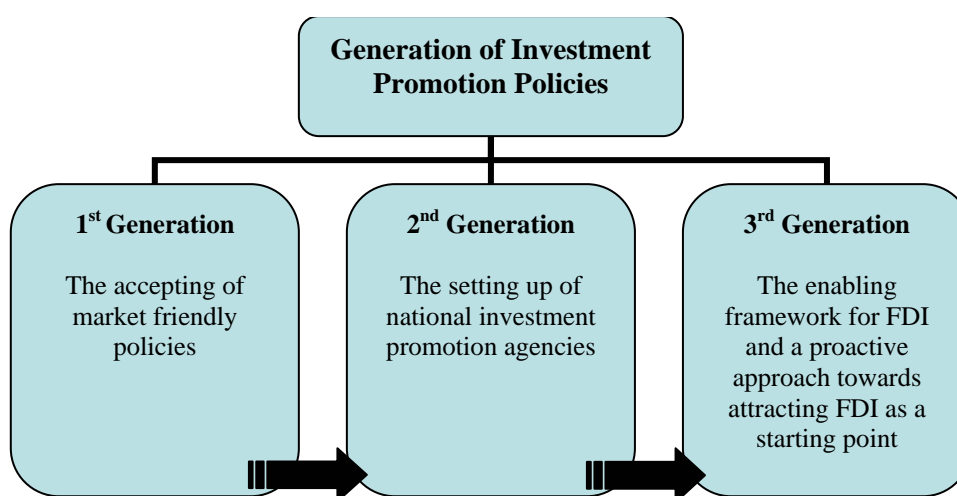 Generation of Investment
Promotion Policies
1st Generation
The accepting of
market friendly
policies
2nd Generation
The setting up of
national investment
promotion agencies
3rd Generation
The enabling
framework for FDI
and a proactive
approach towards
attracting FDI as a
starting point